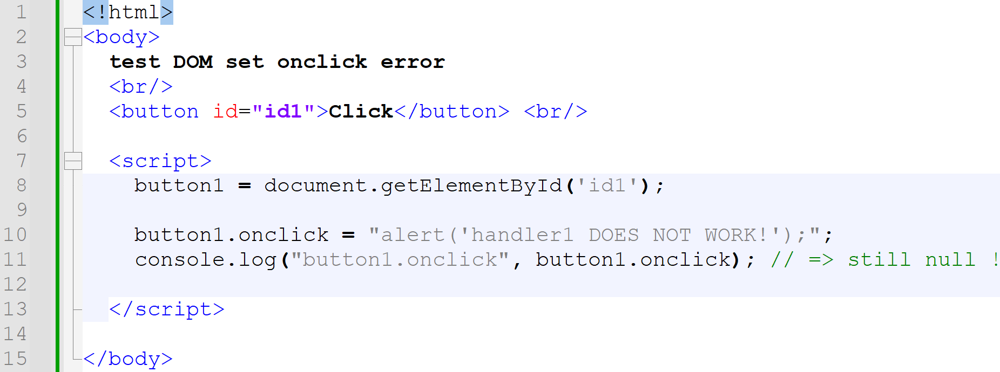 1 <!html>
2 <body>
3 test DOM set onclick error
4 <br/>
5 <button id="id1">Click</button> <br/>
6
7 <script>
8 button1 = document.getElementById('id1');
9
10 button1.onclick = "alert('handler1 DOES NOT WORK!');";
11 console.log("button1.onclick", button1.onclick); // => still null !
12
13 </script>
14
15 </body>